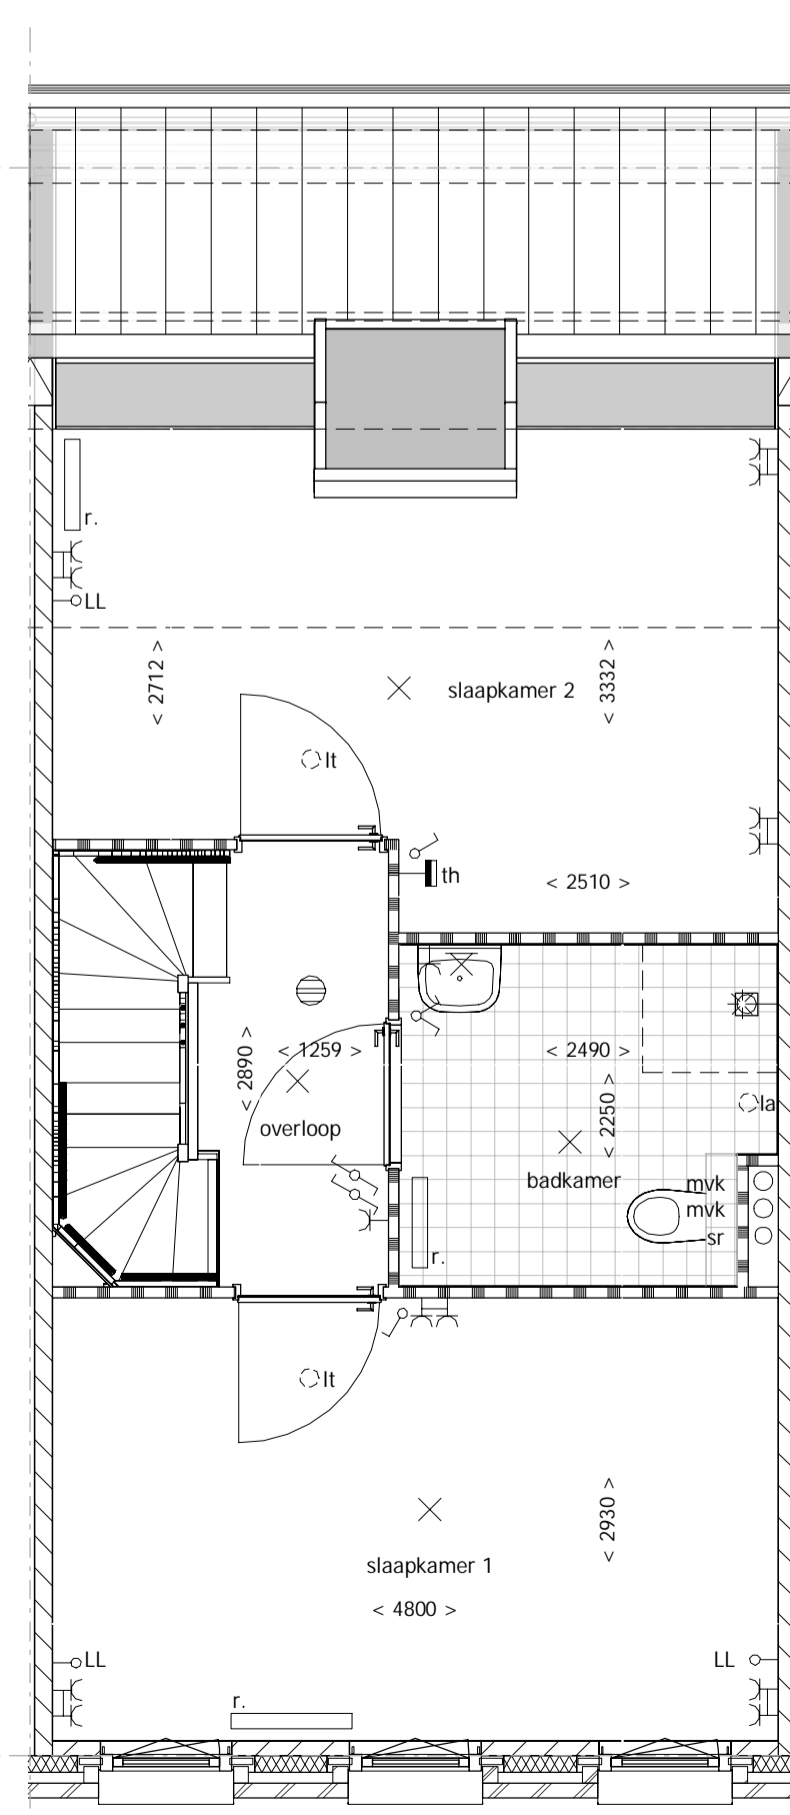 r.
LL
< 2712 >
slaapkamer 2
< 3332 >
lt
th
< 2510 >
< 2890 >
< 1259 >
< 2490 >
< 2250 >
la
overloop
badkamer
mvk
mvk
sr
r.
lt
< 2930 >
slaapkamer 1
< 4800 >
LL
LL
r.